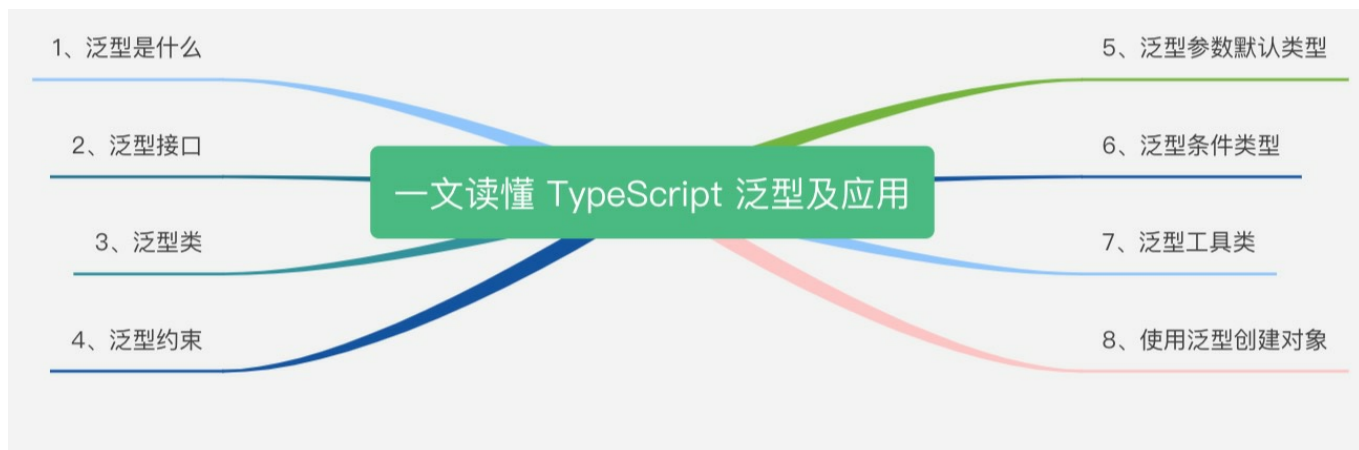 1、泛型是什么
2、泛型接口
3、泛型类
4、泛型约束
一文读懂 TypeScript 泛型及应用
5、泛型参数默认类型
6、泛型条件类型
7、泛型工具类
8、使用泛型创建对象